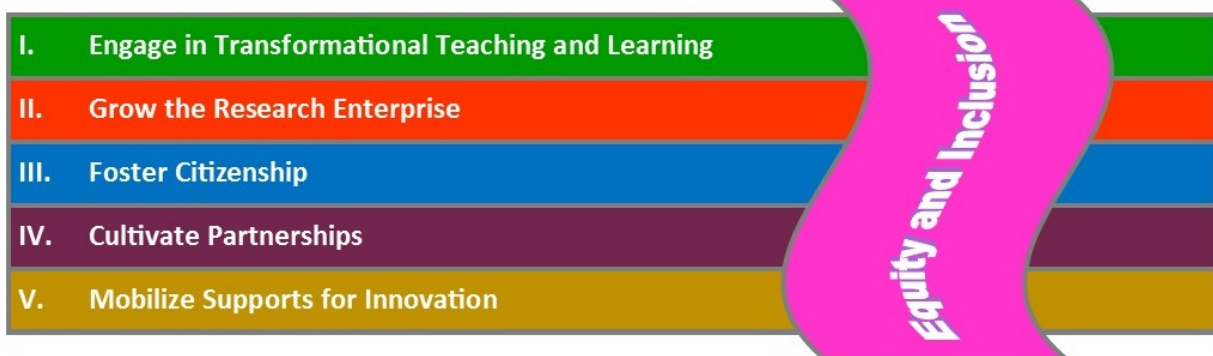 I. Engage in Transformational Teaching and Learning
II. Grow the Research Enterprise
III. Foster Citizenship
IV. Cultivate Partnerships
V. Mobilize Supports for Innovation
Equity and Inclusion